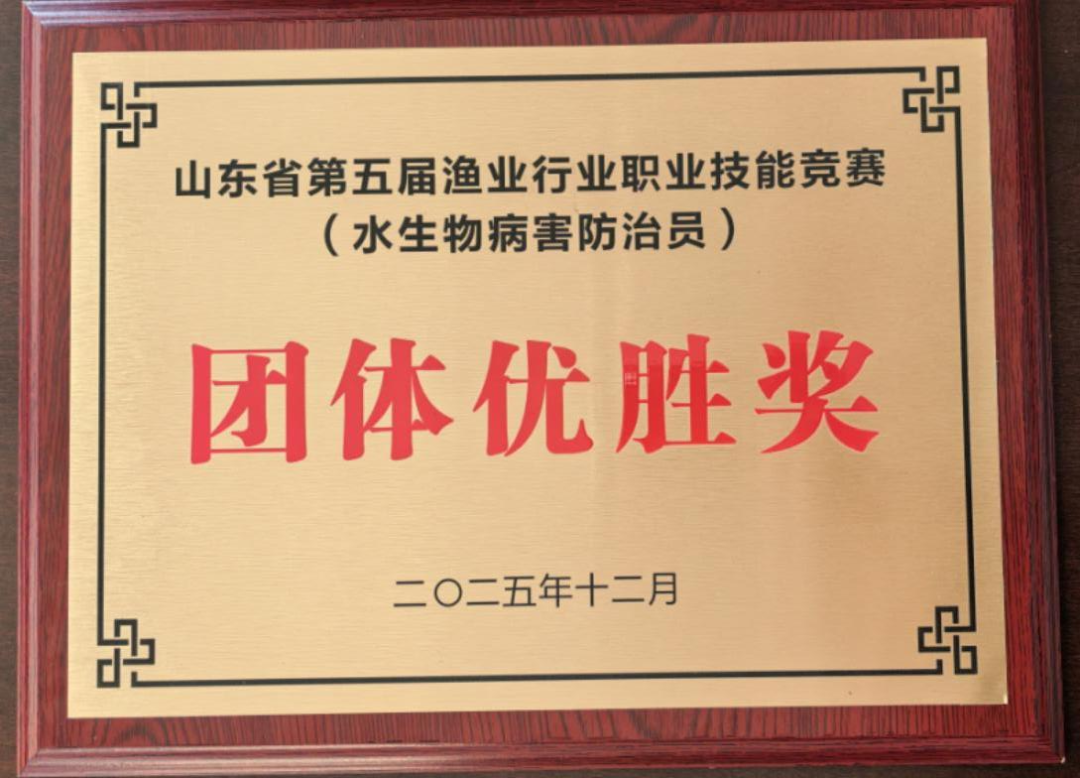 山东省第五届渔业行业职业技能竞赛
（水生物病害防治员）
团体优胜奖
二〇二五年十二月